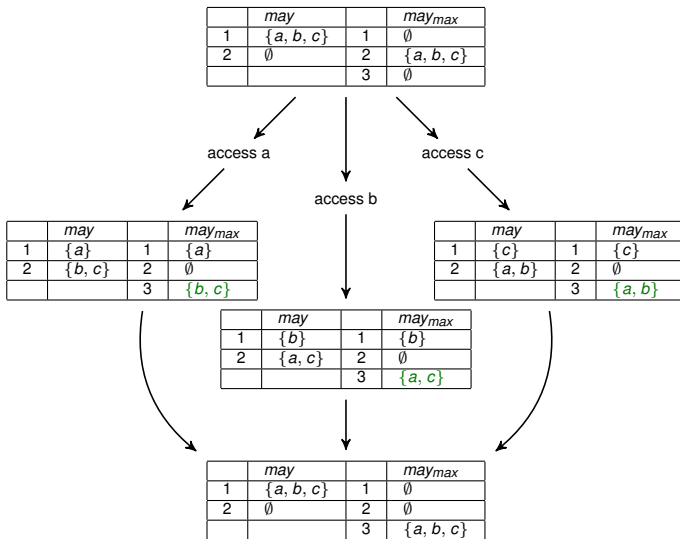 may may_max
1 {a, b, c} 1 ∅
2 ∅ 2 {a, b, c}
3 ∅
access a
access b
access c
may may_max
1 {a} 1 {a}
2 {b, c} 2 ∅
3 {b, c}
may may_max
1 {c} 1 {c}
2 {a, b} 2 ∅
3 {a, b}
may may_max
1 {b} 1 {b}
2 {a, c} 2 ∅
3 {a, c}
may may_max
1 {a, b, c} 1 ∅
2 ∅ 2 ∅
3 {a, b, c}